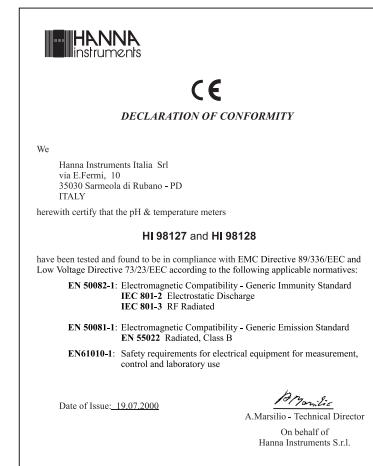 HANNA
instruments
CE
DECLARATION OF CONFORMITY
We
Hanna Instruments Italia Srl
via E.Fermi, 10
35030 Sarmeola di Rubano - PD
ITALY
herewith certify that the pH & temperature meters
HI 98127 and HI 98128
have been tested and found to be in compliance with EMC Directive 89/336/EEC and
Low Voltage Directive 73/23/EEC according to the following applicable normatives:
EN 50082-1: Electromagnetic Compatibility - Generic Immunity Standard
IEC 801-2 Electrostatic Discharge
IEC 801-3 RF Radiated
EN 50081-1: Electromagnetic Compatibility - Generic Emission Standard
EN 55022 Radiated, Class B
EN61010-1: Safety requirements for electrical equipment for measurement,
control and laboratory use
Date of Issue: 19.07.2000
A.Marsilio
A.Marsilio - Technical Director
On behalf of
Hanna Instruments S.r.l.